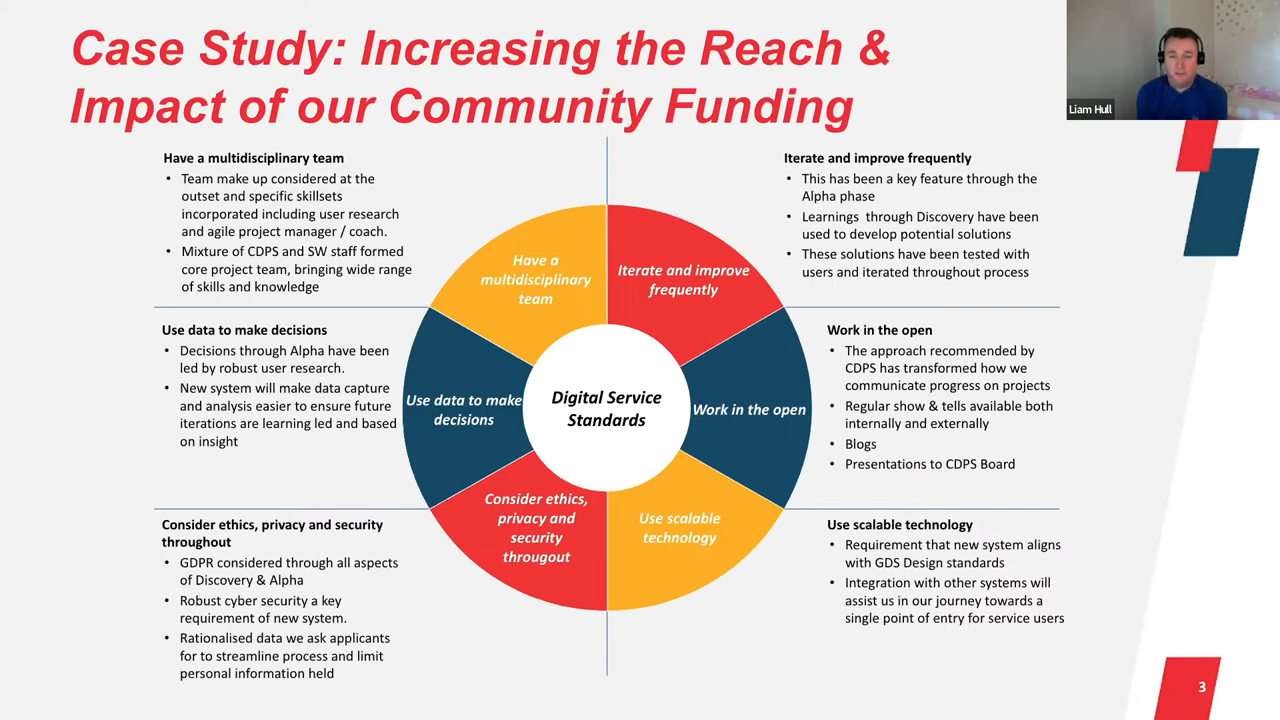 Case Study: Increasing the Reach &
Impact of our Community Funding
Liam Hull
Have a multidisciplinary team
• Team make up considered at the
outset and specific skillsets
incorporated including user research
and agile project manager / coach.
• Mixture of CDPS and SW staff formed
core project team, bringing wide range
of skills and knowledge
Use data to make decisions
• Decisions through Alpha have been
led by robust user research.
• New system will make data capture
and analysis easier to ensure future
iterations are learning led and based
on insight
Consider ethics, privacy and security
throughout
• GDPR considered through all aspects
of Discovery & Alpha
• Robust cyber security a key
requirement of new system.
• Rationalised data we ask applicants
for to streamline process and limit
personal information held
Have a
multidisciplinary
team
Iterate and improve
frequently
Use data to make
decisions
Digital Service
Standards
Work in the open
Consider ethics,
privacy and
security
througout
Use scalable
technology
Iterate and improve frequently
• This has been a key feature through the
Alpha phase
• Learnings through Discovery have been
used to develop potential solutions
• These solutions have been tested with
users and iterated throughout process
Work in the open
• The approach recommended by
CDPS has transformed how we
communicate progress on projects
• Regular show & tells available both
internally and externally
• Blogs
• Presentations to CDPS Board
Use scalable technology
• Requirement that new system aligns
with GDS Design standards
• Integration with other systems will
assist us in our journey towards a
single point of entry for service users
3